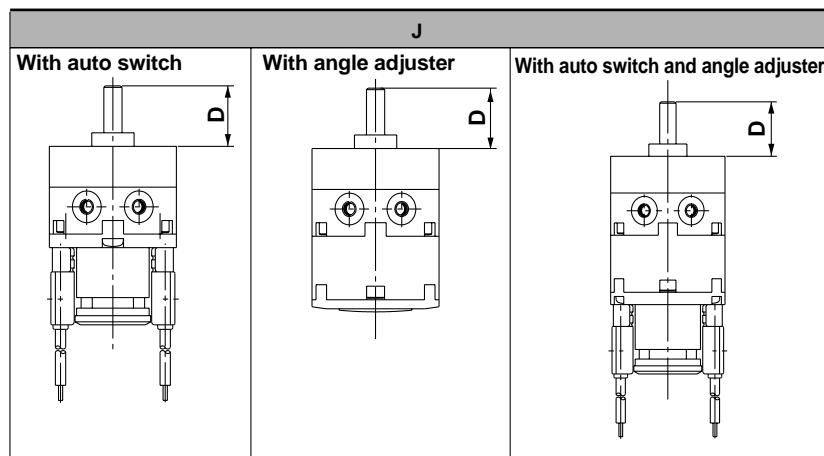 J
With auto switch
With angle adjuster
With auto switch and angle adjuster
D
D
D